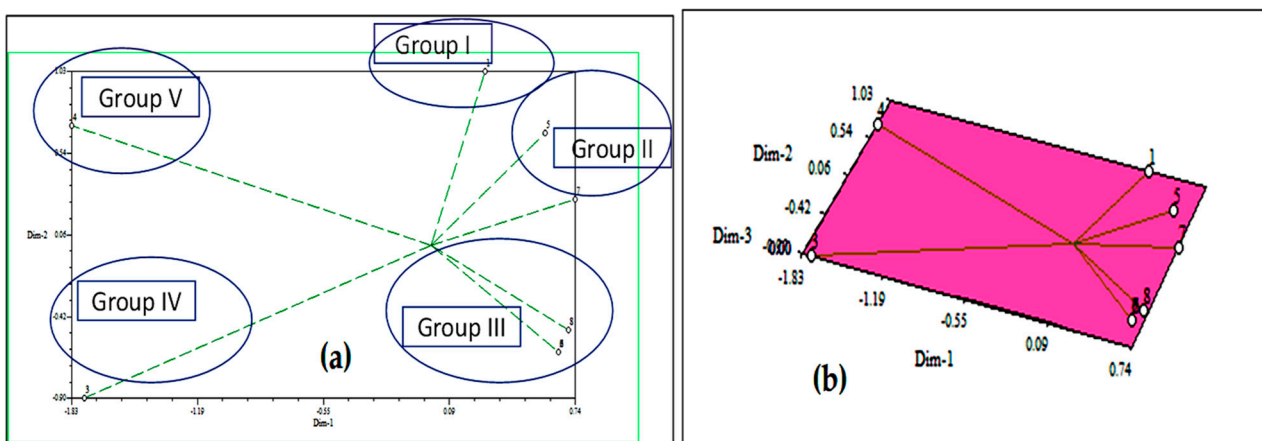 Group I
1
1.03
Group V
4
5
0.54
Group II
7
Dim-2
0.06
Group IV
-0.42
Group III
8
(a)
3
-0.90
-1.83
-1.19
-0.55
0.09
0.74
Dim-1
1.03
4
0.54
1
Dim-2
0.06
5
-0.42
7
Dim-3
-1.83
-1.19
8
-0.55
Dim-1
0.09
0.74
(b)